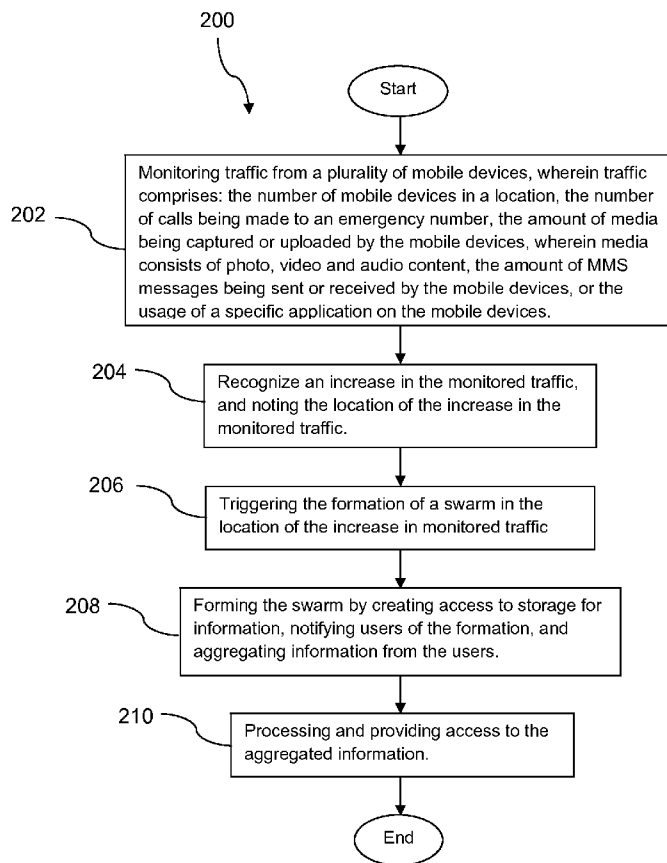 200
Start
202
Monitoring traffic from a plurality of mobile devices, wherein traffic
comprises: the number of mobile devices in a location, the number
of calls being made to an emergency number, the amount of media
being captured or uploaded by the mobile devices, wherein media
consists of photo, video and audio content, the amount of MMS
messages being sent or received by the mobile devices, or the
usage of a specific application on the mobile devices.
204
Recognize an increase in the monitored traffic,
and noting the location of the increase in the
monitored traffic.
206
Triggering the formation of a swarm in the
location of the increase in monitored traffic
208
Forming the swarm by creating access to storage for
information, notifying users of the formation, and
aggregating information from the users.
210
Processing and providing access to the
aggregated information.
End